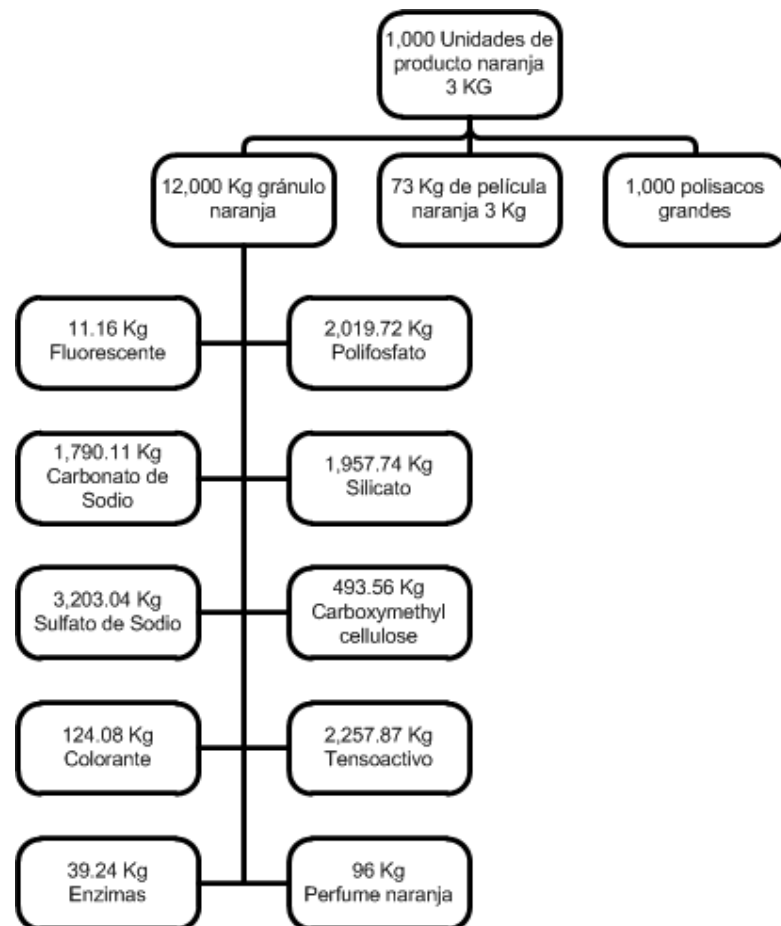 1,000 Unidades de
producto naranja
3 KG
12,000 Kg gránulo
naranja
73 Kg de película
naranja 3 Kg
1,000 polisacos
grandes
11.16 Kg
Fluorescente
2,019.72 Kg
Polifosfato
1,790.11 Kg
Carbonato de
Sodio
1,957.74 Kg
Silicato
3,203.04 Kg
Sulfato de Sodio
493.56 Kg
Carboxymethyl
cellulose
124.08 Kg
Colorante
2,257.87 Kg
Tensoactivo
39.24 Kg
Enzimas
96 Kg
Perfume naranja